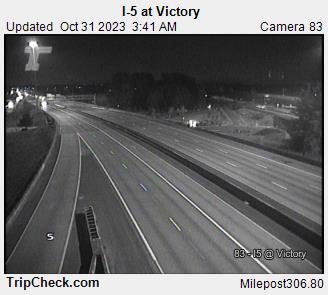 I-5 at Victory
Updated Oct 31 2023 3:41 AM Camera 83
S
83 - I5 @ Victory
TripCheck.com Milepost306.80